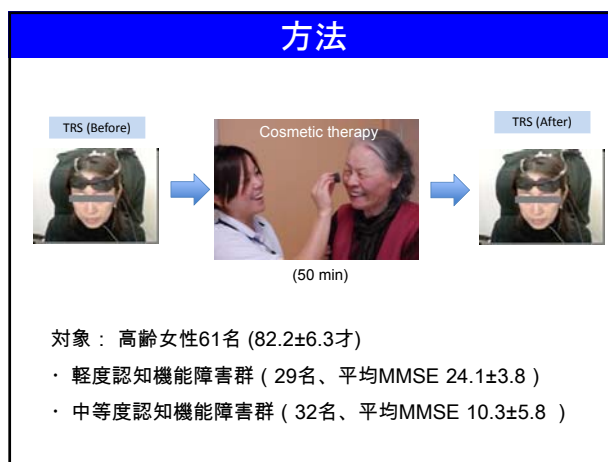 方法
TRS (Before)
Cosmetic therapy
TRS (After)
(50 min)
対象： 高齢女性61名 (82.2±6.3才)
・ 軽度認知機能障害群（29名、平均MMSE 24.1±3.8 ）
・ 中等度認知機能障害群（32名、平均MMSE 10.3±5.8 ）